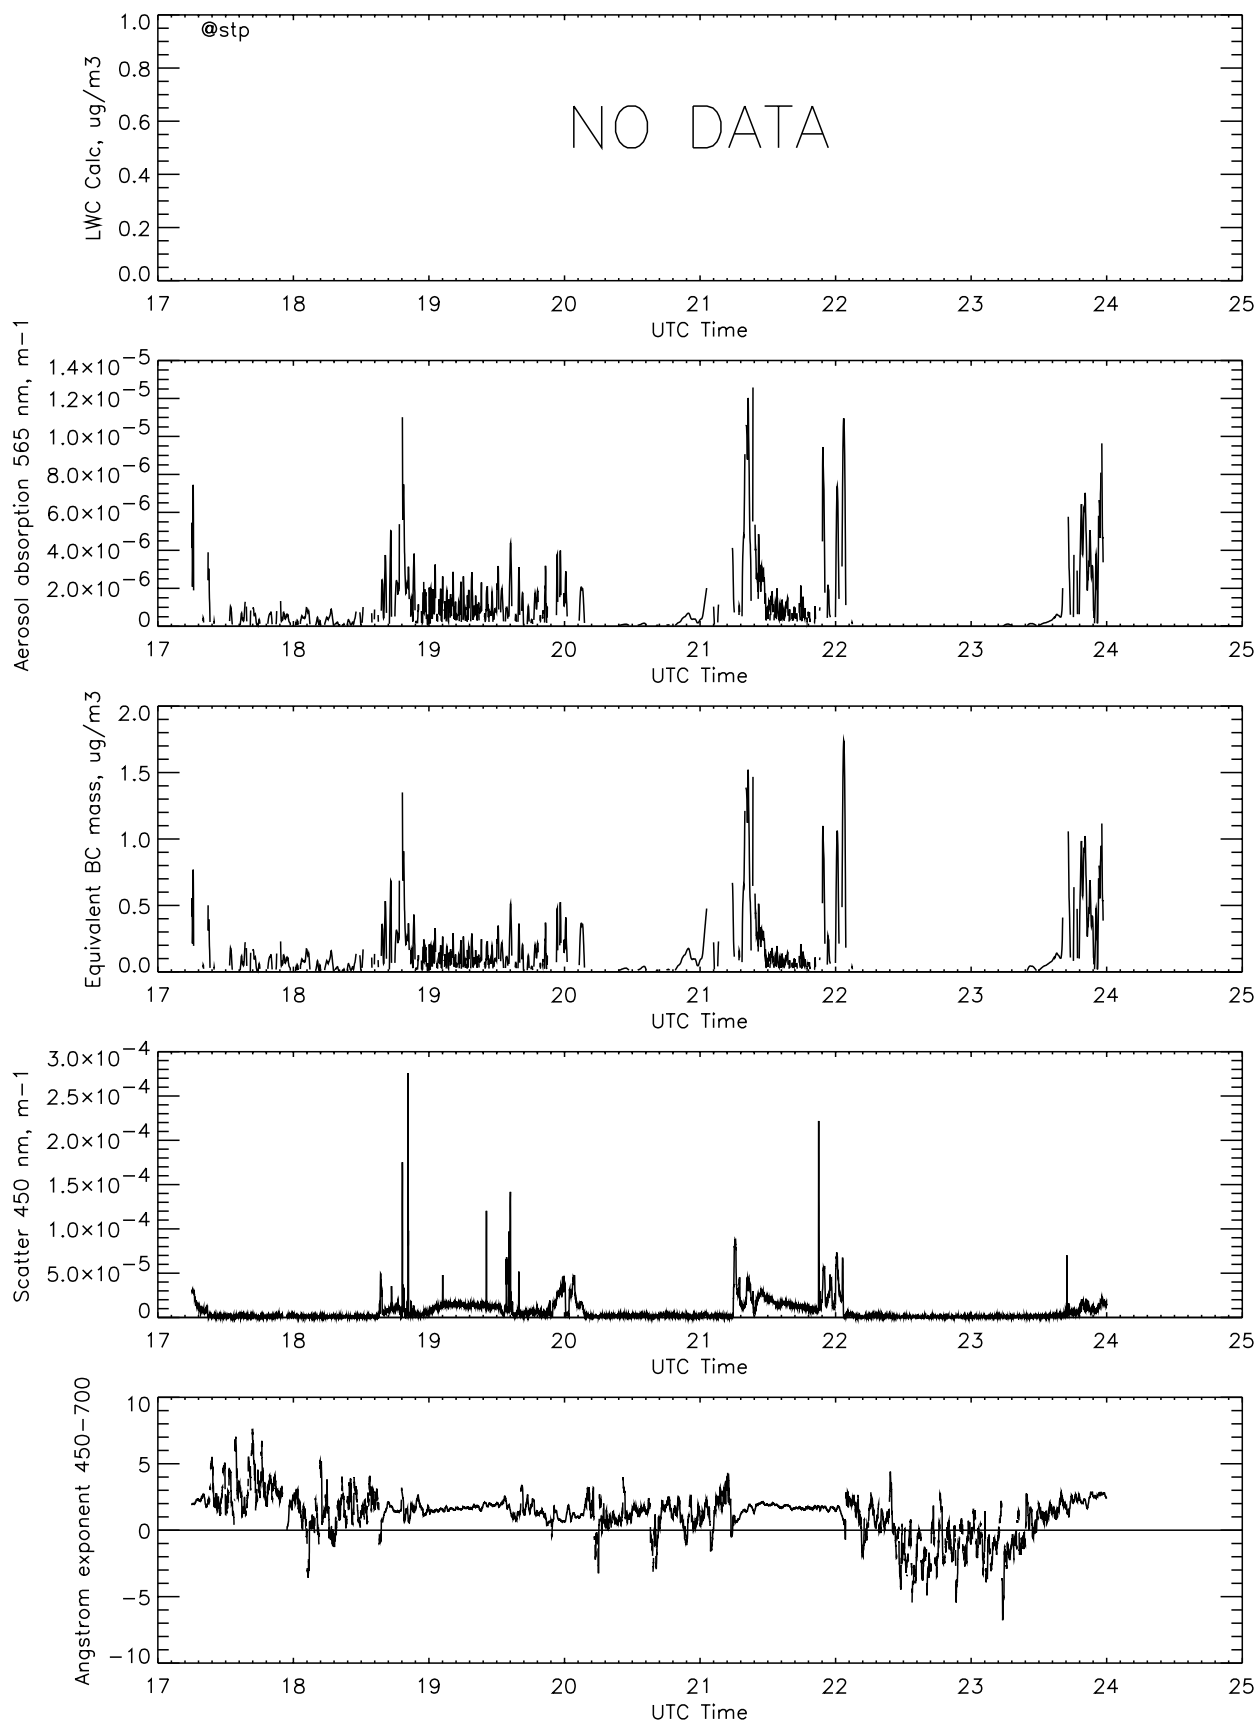 @stp
NO DATA
LWC Calc, ug/m3
1.0
0.8
0.6
0.4
0.2
0.0
17 18 19 20 21 22 23 24 25
UTC Time
Aerosol absorption 565 nm, m−1
1.4×10−5
1.2×10−5
1.0×10−5
8.0×10−6
6.0×10−6
4.0×10−6
2.0×10−6
0
17 18 19 20 21 22 23 24 25
UTC Time
Equivalent BC mass, ug/m3
2.0
1.5
1.0
0.5
0.0
17 18 19 20 21 22 23 24 25
UTC Time
Scatter 450 nm, m−1
3.0×10−4
2.5×10−4
2.0×10−4
1.5×10−4
1.0×10−4
5.0×10−5
0
17 18 19 20 21 22 23 24 25
UTC Time
Angstrom exponent 450−700
10
5
0
−5
−10
17 18 19 20 21 22 23 24 25
UTC Time